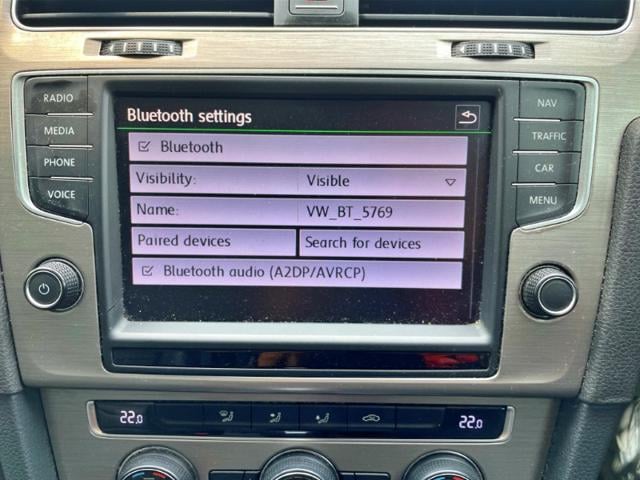 RADIO
MEDIA
PHONE
VOICE
Bluetooth settings
Bluetooth
Visibility: Visible
Name: VW_BT_5769
Paired devices Search for devices
Bluetooth audio (A2DP/AVRCP)
NAV
TRAFFIC
CAR
MENU
22.0 22.0